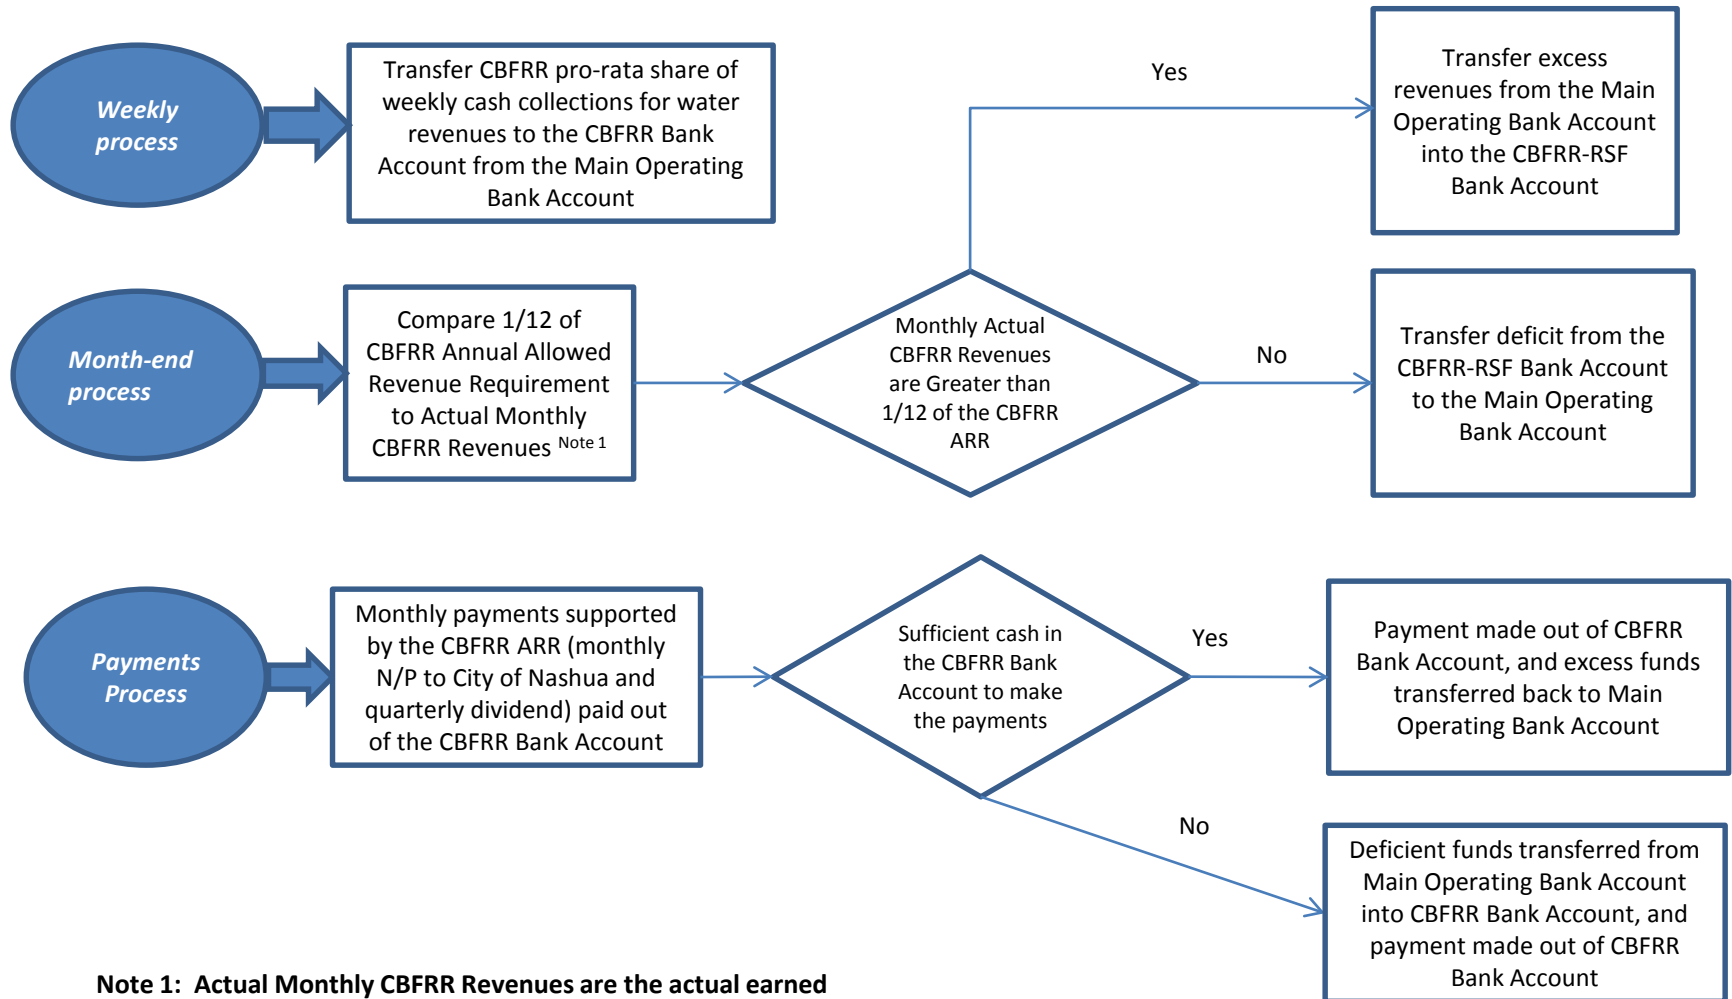 Weekly
process
Transfer CBFRR pro-rata share of
weekly cash collections for water
revenues to the CBFRR Bank
Account from the Main Operating
Bank Account
Yes
Transfer excess
revenues from the Main
Operating Bank Account
into the CBFRR-RSF
Bank Account
Month-end
process
Compare 1/12 of
CBFRR Annual Allowed
Revenue Requirement
to Actual Monthly
CBFRR Revenues Note 1
Monthly Actual
CBFRR Revenues
are Greater than
1/12 of the CBFRR
ARR
No
Transfer deficit from the
CBFRR-RSF Bank Account
to the Main Operating
Bank Account
Payments
Process
Monthly payments supported
by the CBFRR ARR (monthly
N/P to City of Nashua and
quarterly dividend) paid out
of the CBFRR Bank Account
Sufficient cash in
the CBFRR Bank
Account to make
the payments
Yes
Payment made out of CBFRR
Bank Account, and excess funds
transferred back to Main
Operating Bank Account
No
Deficient funds transferred from
Main Operating Bank Account
into CBFRR Bank Account, and
payment made out of CBFRR
Bank Account
Note 1: Actual Monthly CBFRR Revenues are the actual earned